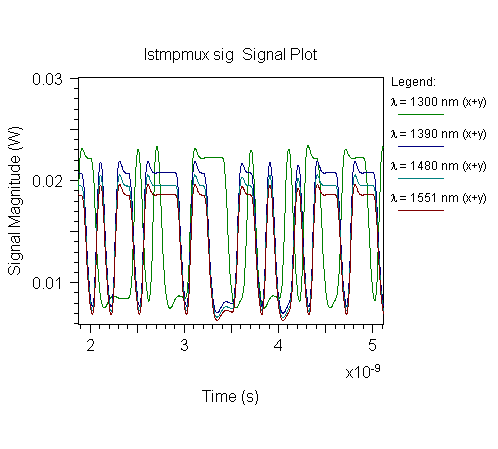 lstmpmux sig  Signal Plot
0.03
0.02
0.01
Signal Magnitude (W)
2 3 4 5
x10-9
Time (s)
Legend:
λ = 1300 nm (x+y)
λ = 1390 nm (x+y)
λ = 1480 nm (x+y)
λ = 1551 nm (x+y)